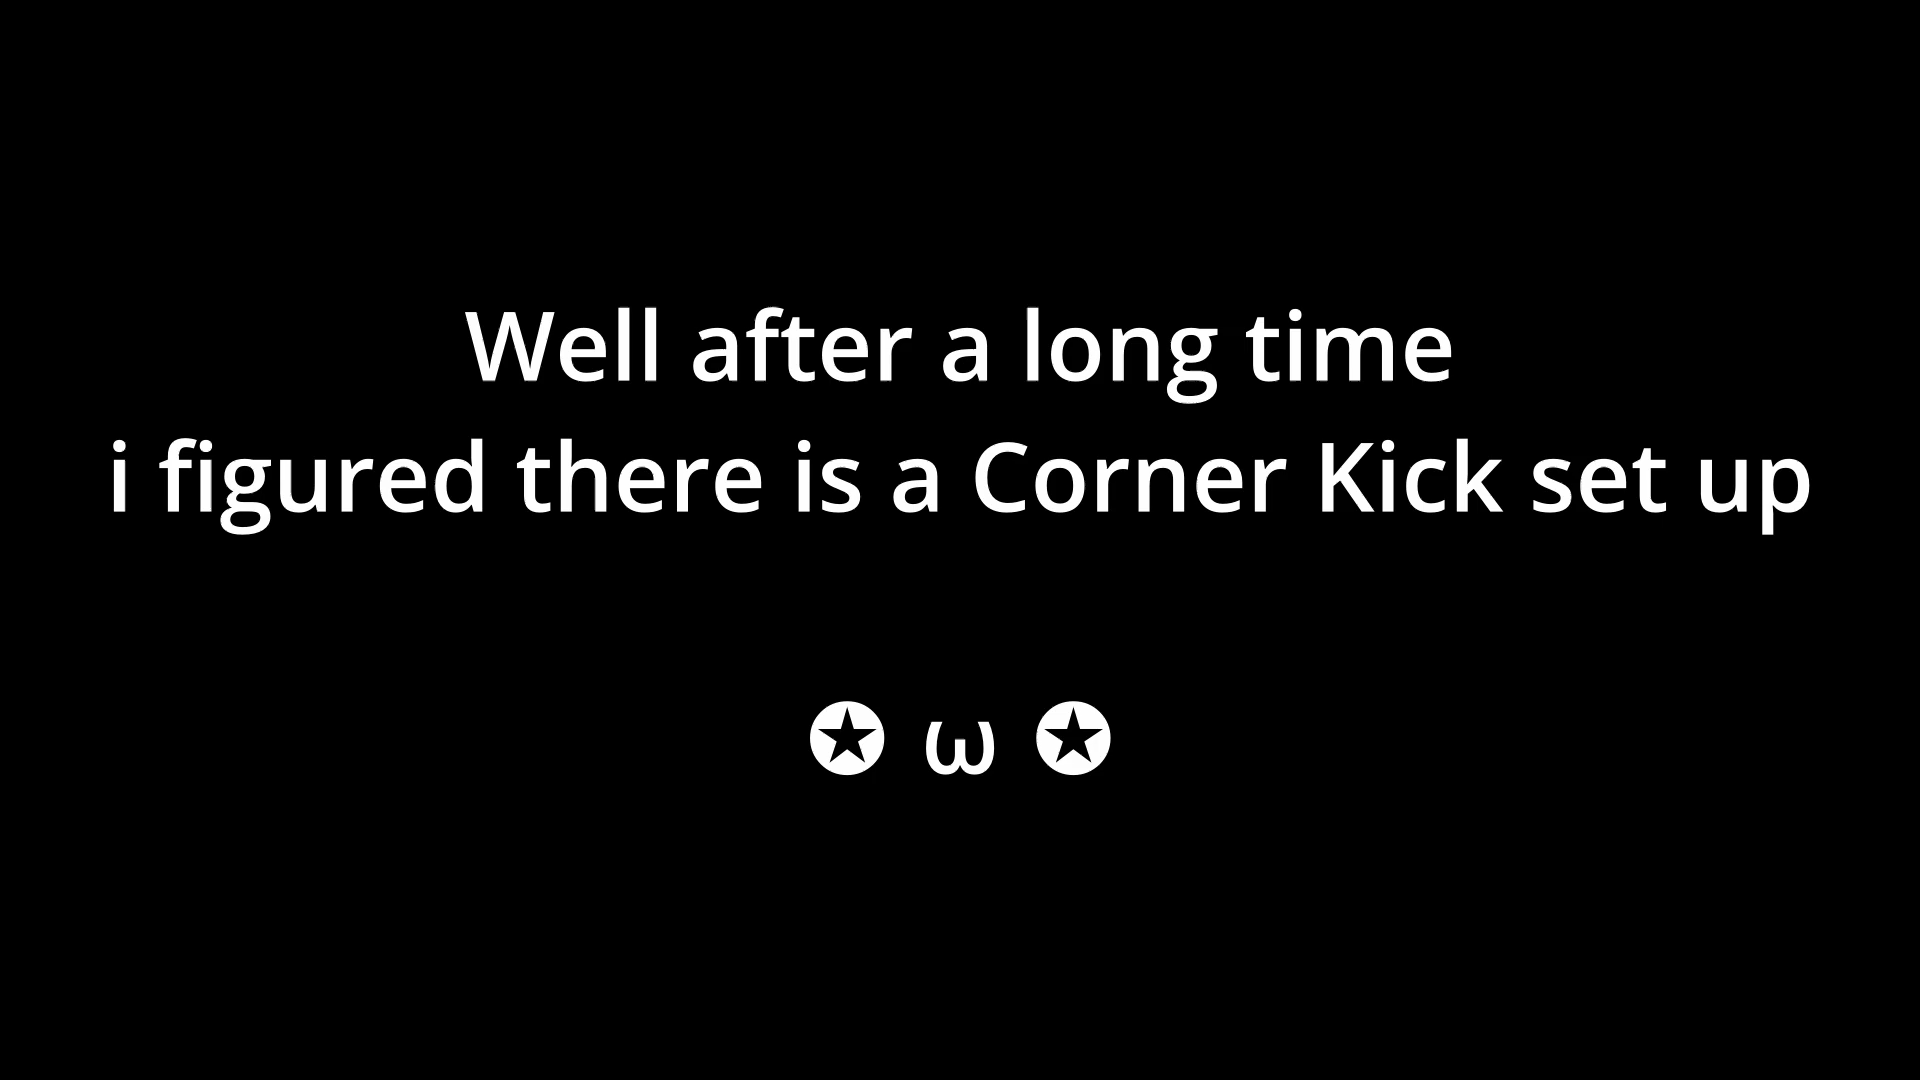 Well after a long time
i figured there is a Corner Kick set up
✪ ω ✪